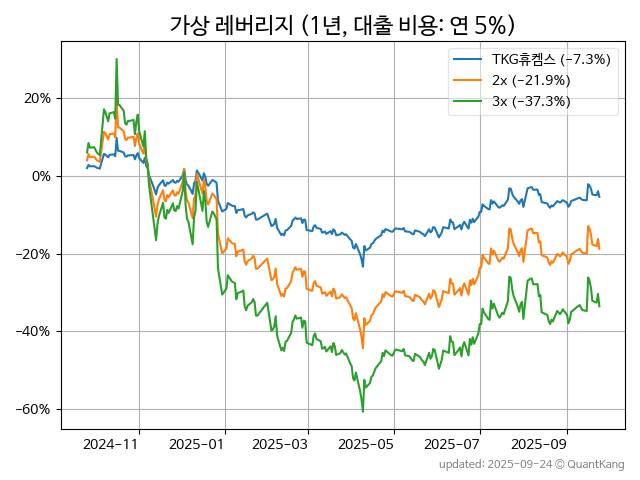 가상 레버리지 (1년, 대출 비용: 연 5%)
TKG휴켐스 (−7.3%)
2x (−21.9%)
3x (−37.3%)
20%
0%
−20%
−40%
−60%
2024−11 2025−01 2025−03 2025−05 2025−07 2025−09
updated: 2025-09-24 © QuantKang